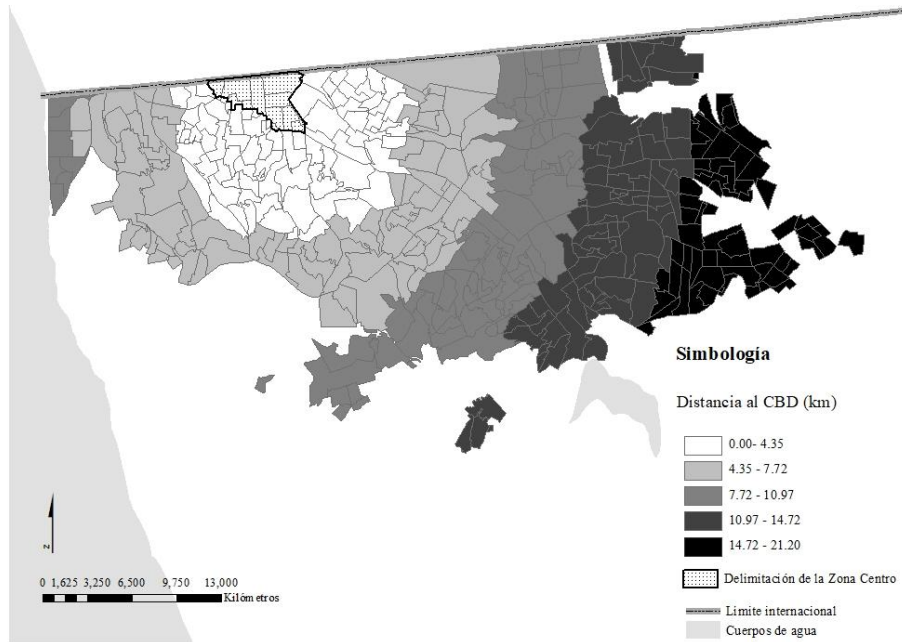 Simbología
Distancia al CBD (km)
0.00- 4.35
4.35 - 7.72
7.72 - 10.97
10.97 - 14.72
14.72 - 21.20
Delimitación de la Zona Centro
Limite internacional
Cuerpos de agua
N
0 1,625 3,250 6,500 9,750 13,000
Kilómetros